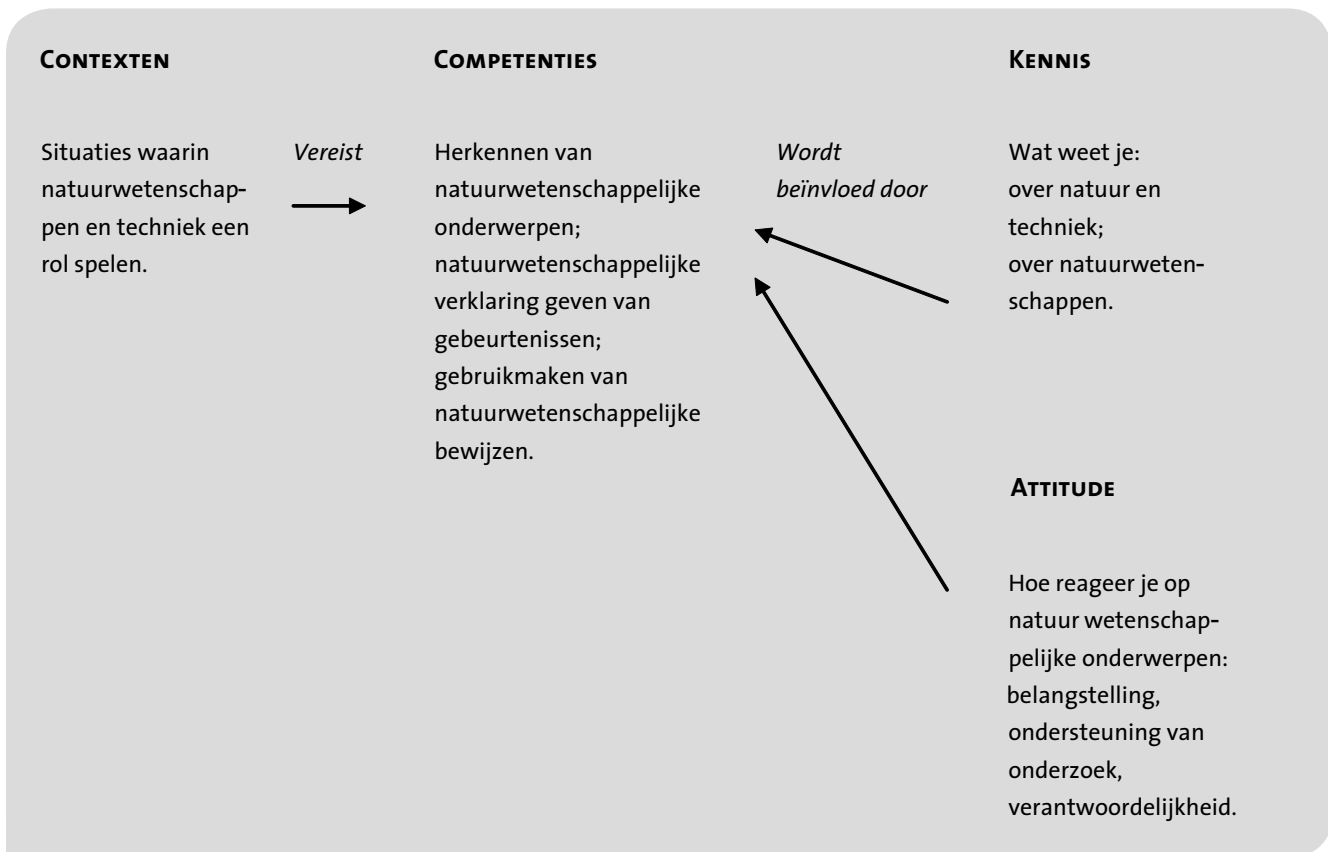 CONTEXTEN
Situaties waarin
natuurwetenschap-
pen en techniek een
rol spelen.
Vereist
COMPETENTIES
Herkennen van
natuurwetenschappelijke
onderwerpen;
natuurwetenschappelijke
verklaring geven van
gebeurtenissen;
gebruikmaken van
natuurwetenschappelijke
bewijzen.
Wordt
beïnvloed door
KENNIS
Wat weet je:
over natuur en
techniek;
over natuurweten-
schappen.
ATTITUDE
Hoe reageer je op
natuur wetenschap-
pelijke onderwerpen:
belangstelling,
ondersteuning van
onderzoek,
verantwoordelijkheid.